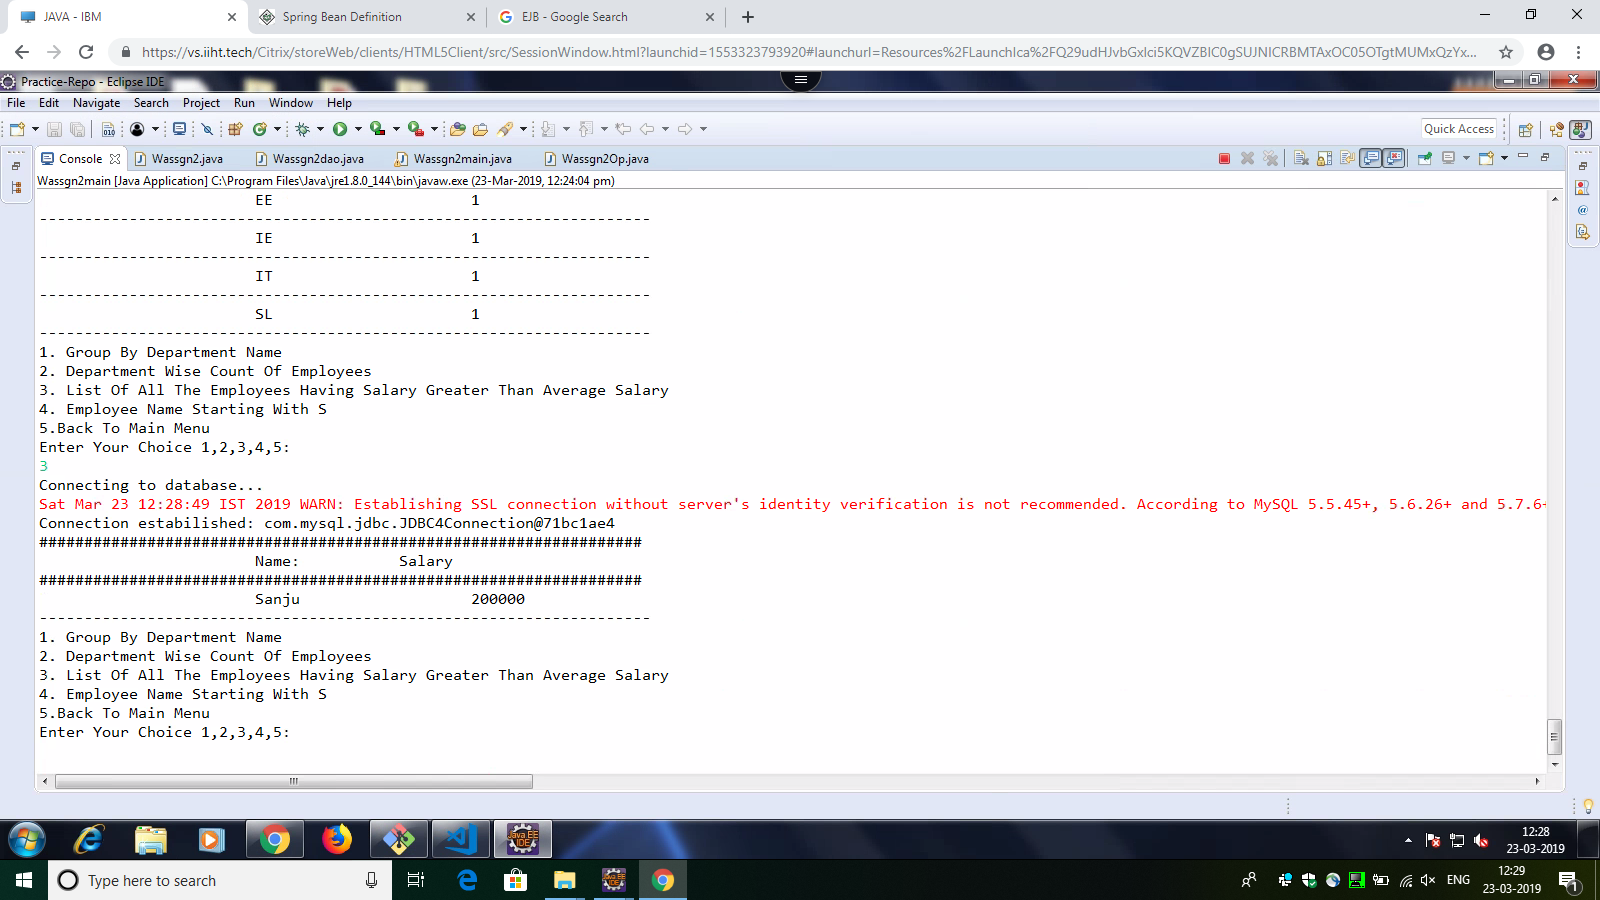 JAVA - IBM
Spring Bean Definition
EJB - Google Search
https://vs.iiht.tech/Citrix/storeWeb/clients/HTML5Client/src/SessionWindow.html?launchid=1553323793920#launchurl=Resources%2FLaunchIca%2FQ29udHJvbGxlci5KQVZBIC0gSUJNICRBMTAxOC05OTgtMUMxQzYx...
Practice-Repo - Eclipse IDE
File Edit Navigate Search Project Run Window Help
Quick Access
Console Wassgn2.java Wassgn2dao.java Wassgn2main.java Wassgn2Op.java
Wassgn2main [Java Application] C:\Program Files\Java\jre1.8.0_144\bin\javaw.exe (23-Mar-2019, 12:24:04 pm)
EE 1
--------------------------------------------------------------------
IE 1
--------------------------------------------------------------------
IT 1
--------------------------------------------------------------------
SL 1
--------------------------------------------------------------------
1. Group By Department Name
2. Department Wise Count Of Employees
3. List Of All The Employees Having Salary Greater Than Average Salary
4. Employee Name Starting With S
5.Back To Main Menu
Enter Your Choice 1,2,3,4,5:
3
Connecting to database...
Sat Mar 23 12:28:49 IST 2019 WARN: Establishing SSL connection without server's identity verification is not recommended. According to MySQL 5.5.45+, 5.6.26+ and 5.7.6+
Connection estabilished: com.mysql.jdbc.JDBC4Connection@71bc1ae4
###################################################################
Name: Salary
###################################################################
Sanju 200000
--------------------------------------------------------------------
1. Group By Department Name
2. Department Wise Count Of Employees
3. List Of All The Employees Having Salary Greater Than Average Salary
4. Employee Name Starting With S
5.Back To Main Menu
Enter Your Choice 1,2,3,4,5:
12:28
23-03-2019
Type here to search
ENG
12:29
23-03-2019
1